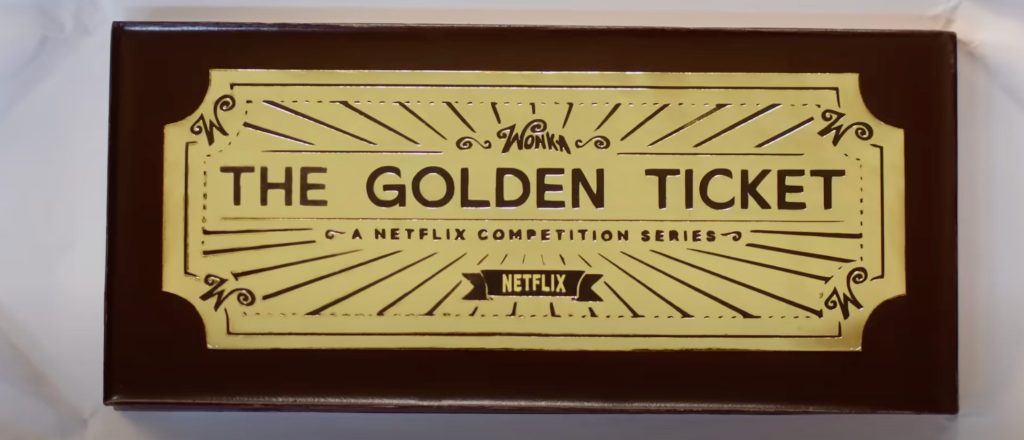 W W
WONKA
THE GOLDEN TICKET
A NETFLIX COMPETITION SERIES
NETFLIX
W W